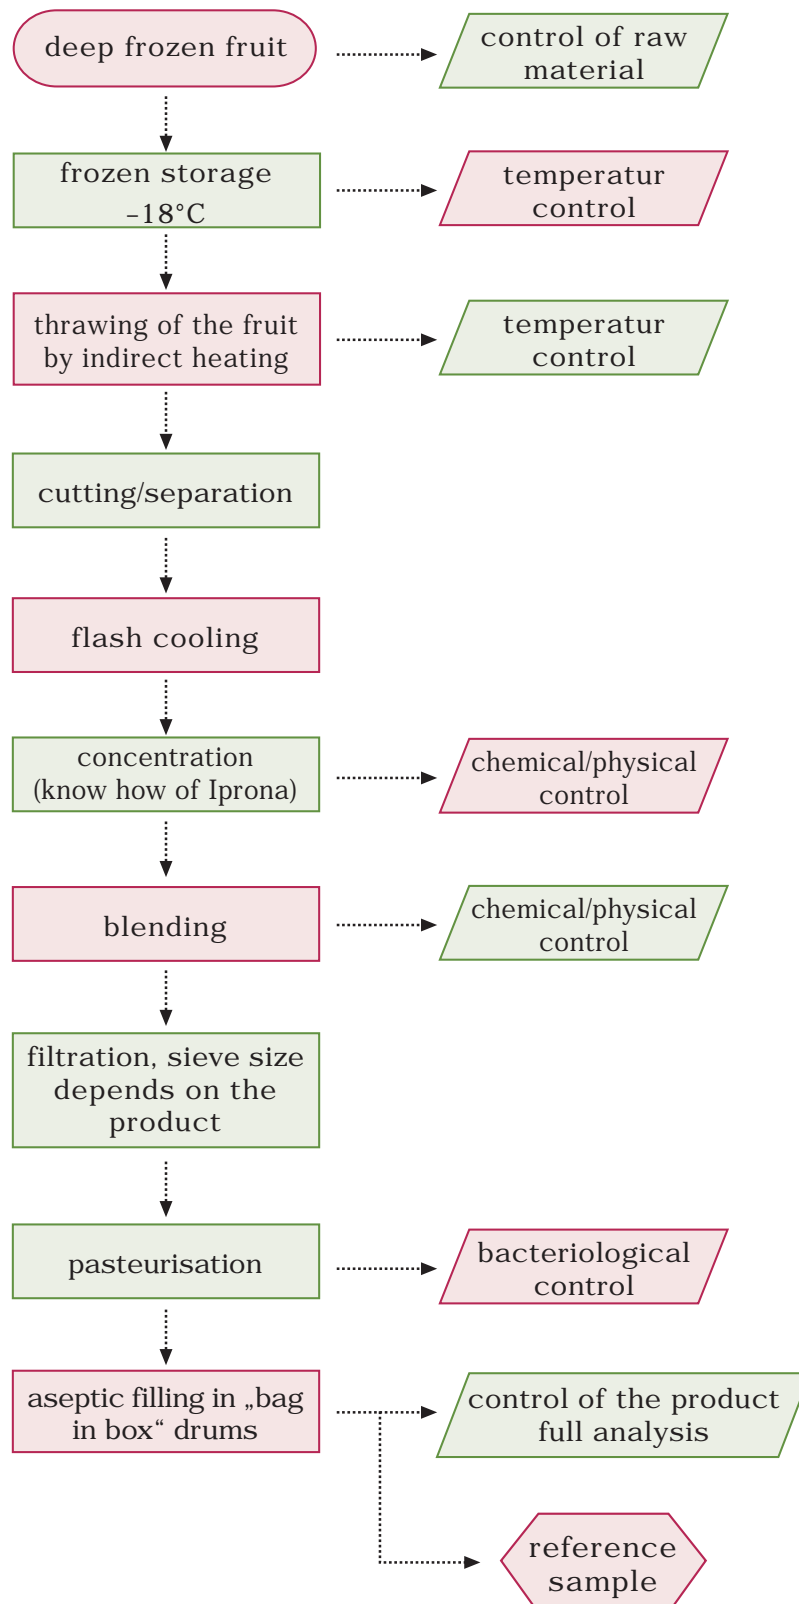 deep frozen fruit
control of raw
material
frozen storage
–18°C
temperatur
control
thrawing of the fruit
by indirect heating
temperatur
control
cutting/separation
flash cooling
concentration
(know how of Iprona)
chemical/physical
control
blending
chemical/physical
control
filtration, sieve size
depends on the
product
pasteurisation
bacteriological
control
aseptic filling in „bag
in box“ drums
control of the product
full analysis
reference
sample